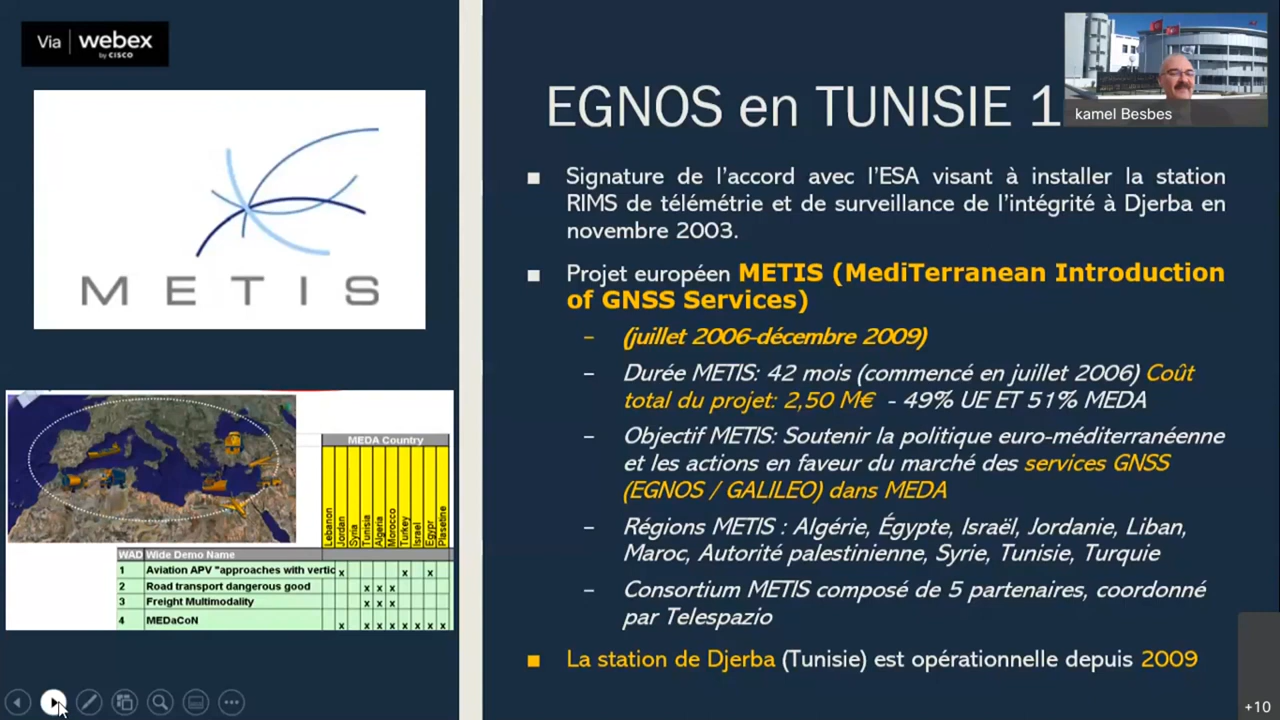 Via webex
by CISCO
METIS
MEDA Country
Lebanon
Jordan
Syria
Tunisia
Algeria
Morocco
Turkey
Israel
Egypr
Plasetine
WAD Wide Demo Name
1 Aviation APV "approaches with vertic x x x
2 Road transport dangerous good x x x
3 Freight Multimodality x x x
4 MEDaCoN x x x x x x x x x
EGNOS en TUNISIE 1
kamel Besbes
■ Signature de l'accord avec l'ESA visant à installer la station
RIMS de télémétrie et de surveillance de l'intégrité à Djerba en
novembre 2003.
■ Projet européen METIS (MediTerranean Introduction
of GNSS Services)
– (juillet 2006-décembre 2009)
– Durée METIS: 42 mois (commencé en juillet 2006) Coût
total du projet: 2,50 M€ - 49% UE ET 51% MEDA
– Objectif METIS: Soutenir la politique euro-méditerranéenne
et les actions en faveur du marché des services GNSS
(EGNOS / GALILEO) dans MEDA
– Régions METIS : Algérie, Égypte, Israël, Jordanie, Liban,
Maroc, Autorité palestinienne, Syrie, Tunisie, Turquie
– Consortium METIS composé de 5 partenaires, coordonné
par Telespazio
■ La station de Djerba (Tunisie) est opérationnelle depuis 2009
+10